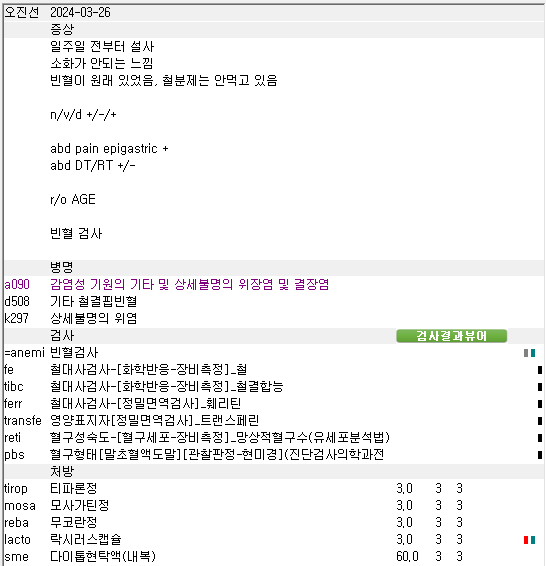 오진선 2024-03-26
증상
일주일 전부터 설사
소화가 안되는 느낌
빈혈이 원래 있었음, 철분제는 안먹고 있음
n/v/d +/-/+
abd pain epigastric +
abd DT/RT +/-
r/o AGE
빈혈 검사
병명
a090 감염성 기원의 기타 및 상세불명의 위장염 및 결장염
d508 기타 철결핍빈혈
k297 상세불명의 위염
검사 검사결과뷰어
=anemi 빈혈검사
fe 철대사검사-[화학반응-장비측정]_철
tibc 철대사검사-[화학반응-장비측정]_철결합능
ferr 철대사검사-[정밀면역검사]_훼리틴
transfe 영양표지자[정밀면역검사]_트랜스페린
reti 혈구성숙도-[혈구세포-장비측정]_망상적혈구수(유세포분석법)
pbs 혈구형태[말초혈액도말][관찰판정-현미경](진단검사의학과전
처방
tirop 티파론정 3,0 3 3
mosa 모사가틴정 3,0 3 3
reba 무코란정 3,0 3 3
lacto 락시러스캡슐 3,0 3 3
sme 다이톱현탁액(내복) 60,0 3 3